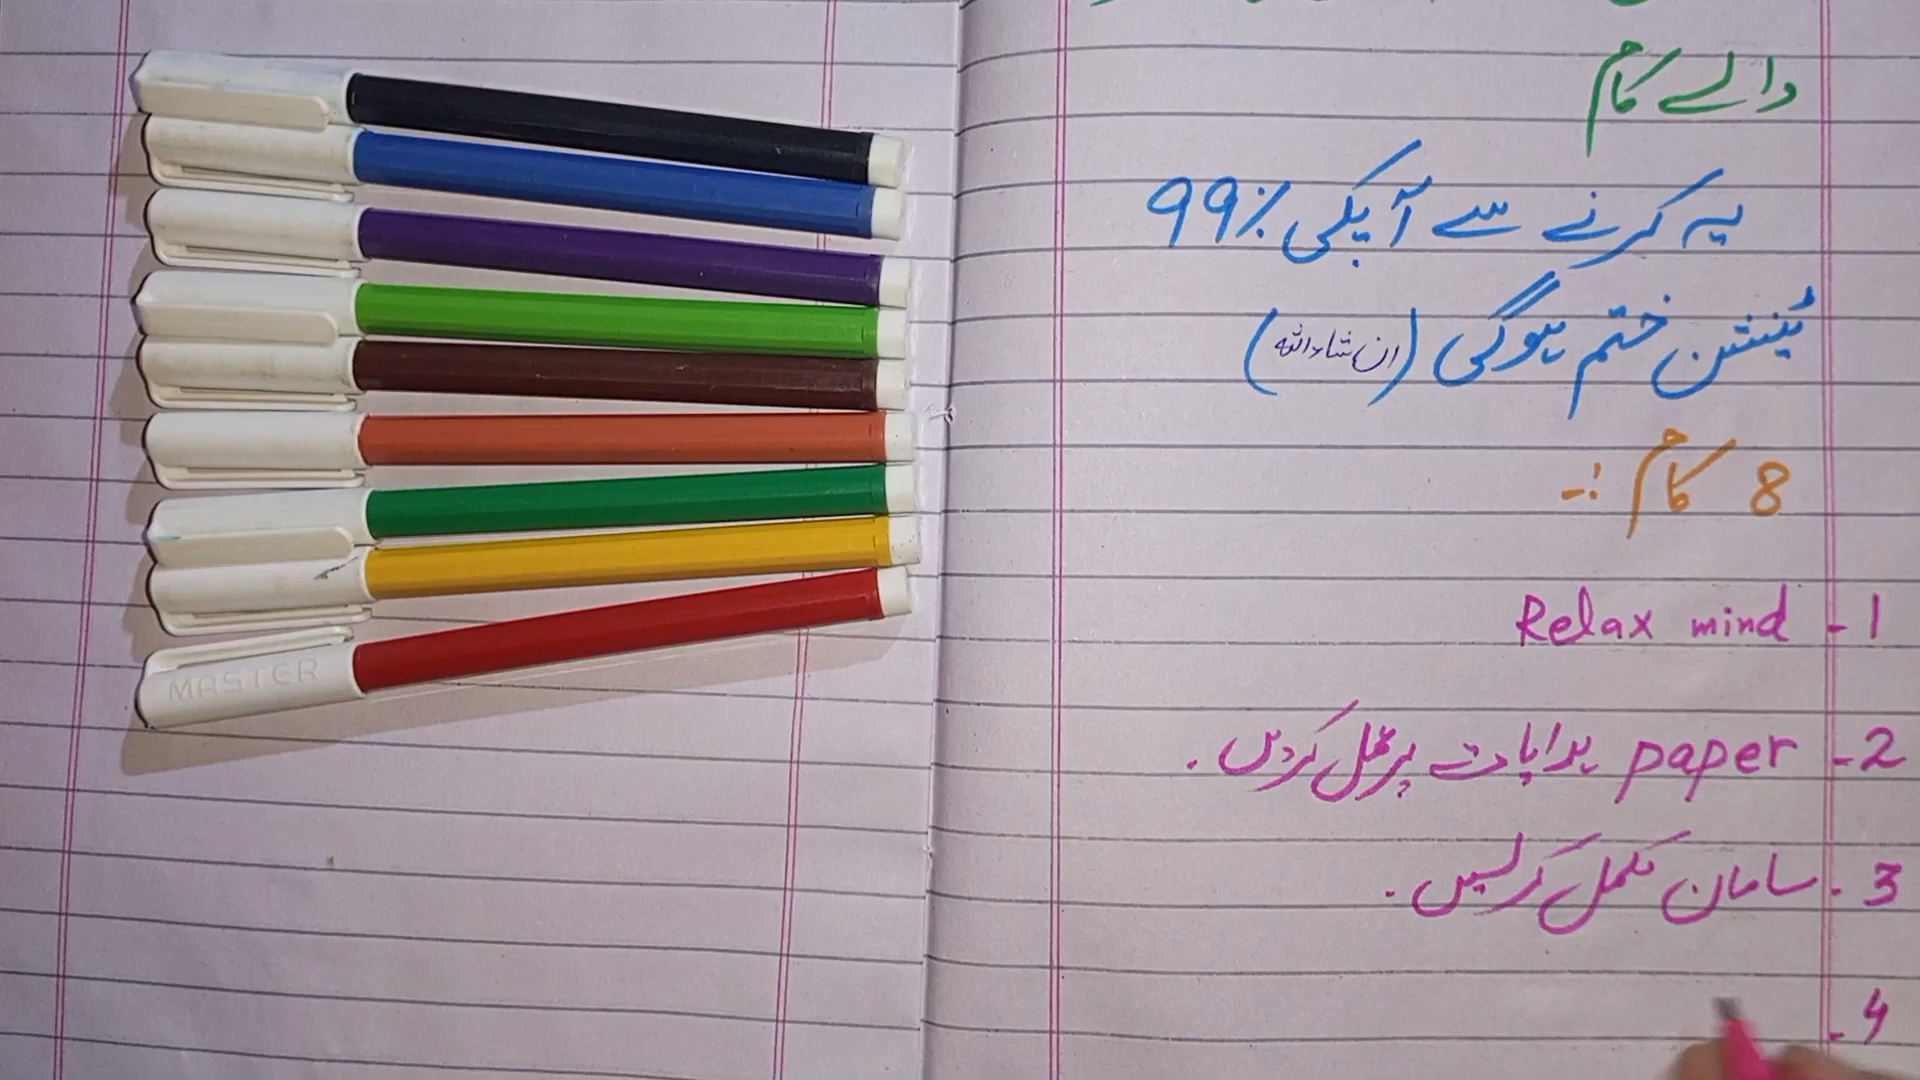 والے کام
یہ کرنے سے آپکی 99٪
ٹینشن ختم ہوگی (ان شاءاللہ)
8 کام :-
1- Relax mind
2- paper ہدایات پر عمل کردیں.
3. سامان مکمل کرلیں.
4-
MASTER